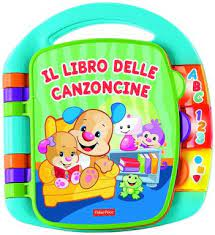 IL LIBRO DELLE
CANZONCINE
ABC
123
Fisher-Price